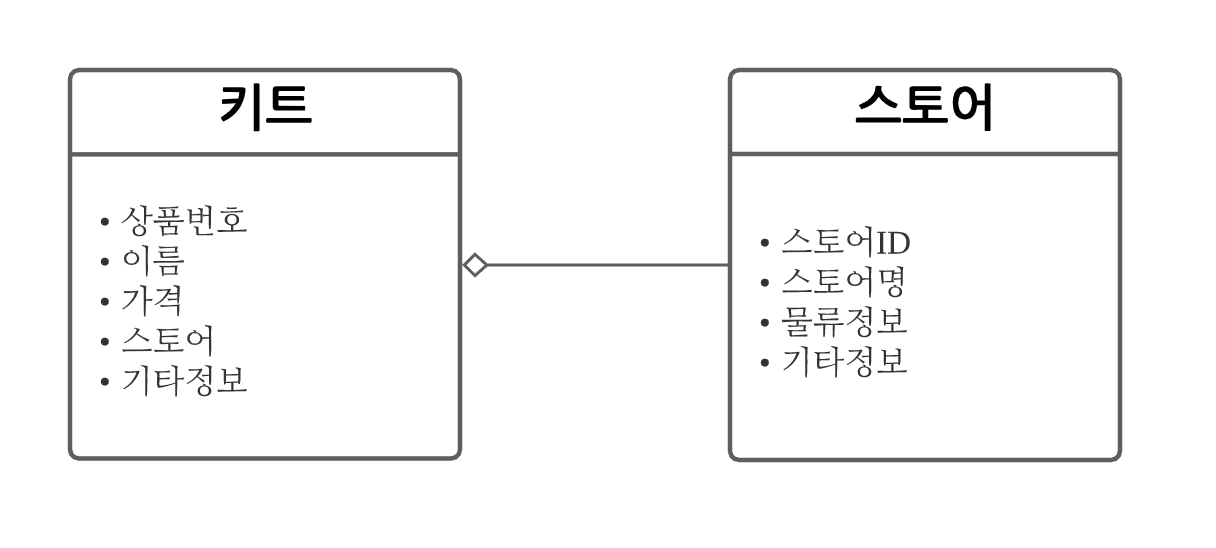 키트
• 상품번호
• 이름
• 가격
• 스토어
• 기타정보
스토어
• 스토어ID
• 스토어명
• 물류정보
• 기타정보